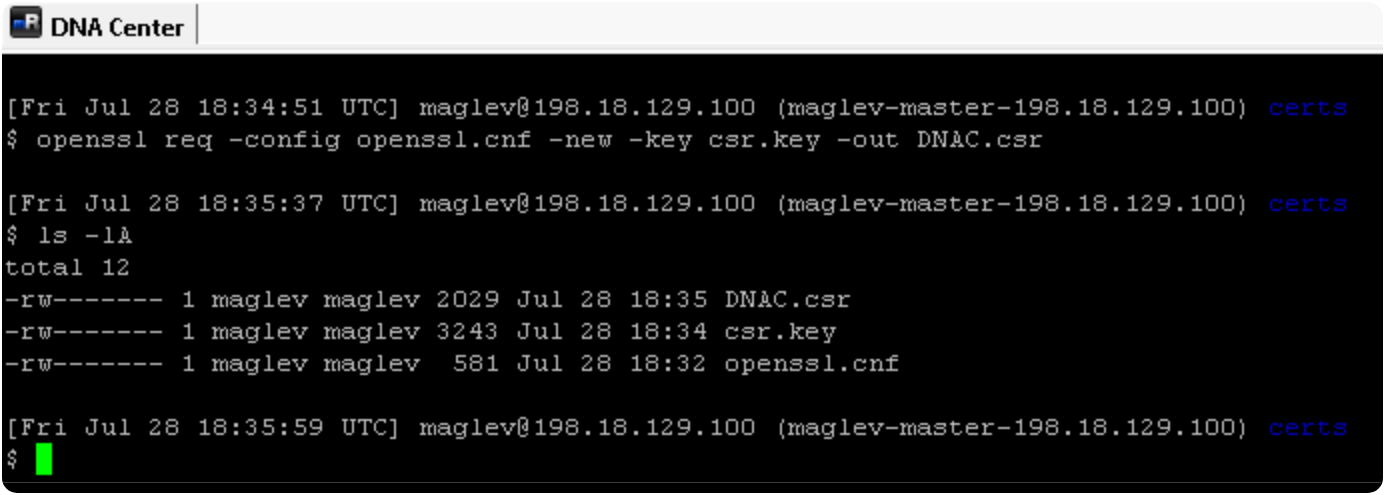 DNA Center
[Fri Jul 28 18:34:51 UTC] maglev@198.18.129.100 (maglev-master-198.18.129.100) certs
$ openssl req -config openssl.cnf -new -key csr.key -out DNAC.csr
[Fri Jul 28 18:35:37 UTC] maglev@198.18.129.100 (maglev-master-198.18.129.100) certs
$ ls -lA
total 12
-rw------- 1 maglev maglev 2029 Jul 28 18:35 DNAC.csr
-rw------- 1 maglev maglev 3243 Jul 28 18:34 csr.key
-rw------- 1 maglev maglev  581 Jul 28 18:32 openssl.cnf
[Fri Jul 28 18:35:59 UTC] maglev@198.18.129.100 (maglev-master-198.18.129.100) certs
$